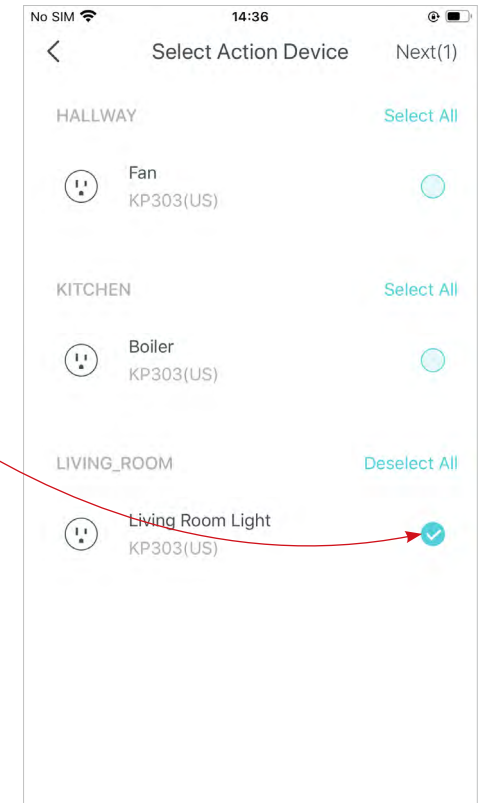 No SIM 14:36
Select Action Device Next(1)
HALLWAY Select All
Fan
KP303(US)
KITCHEN Select All
Boiler
KP303(US)
LIVING_ROOM Deselect All
Living Room Light
KP303(US)